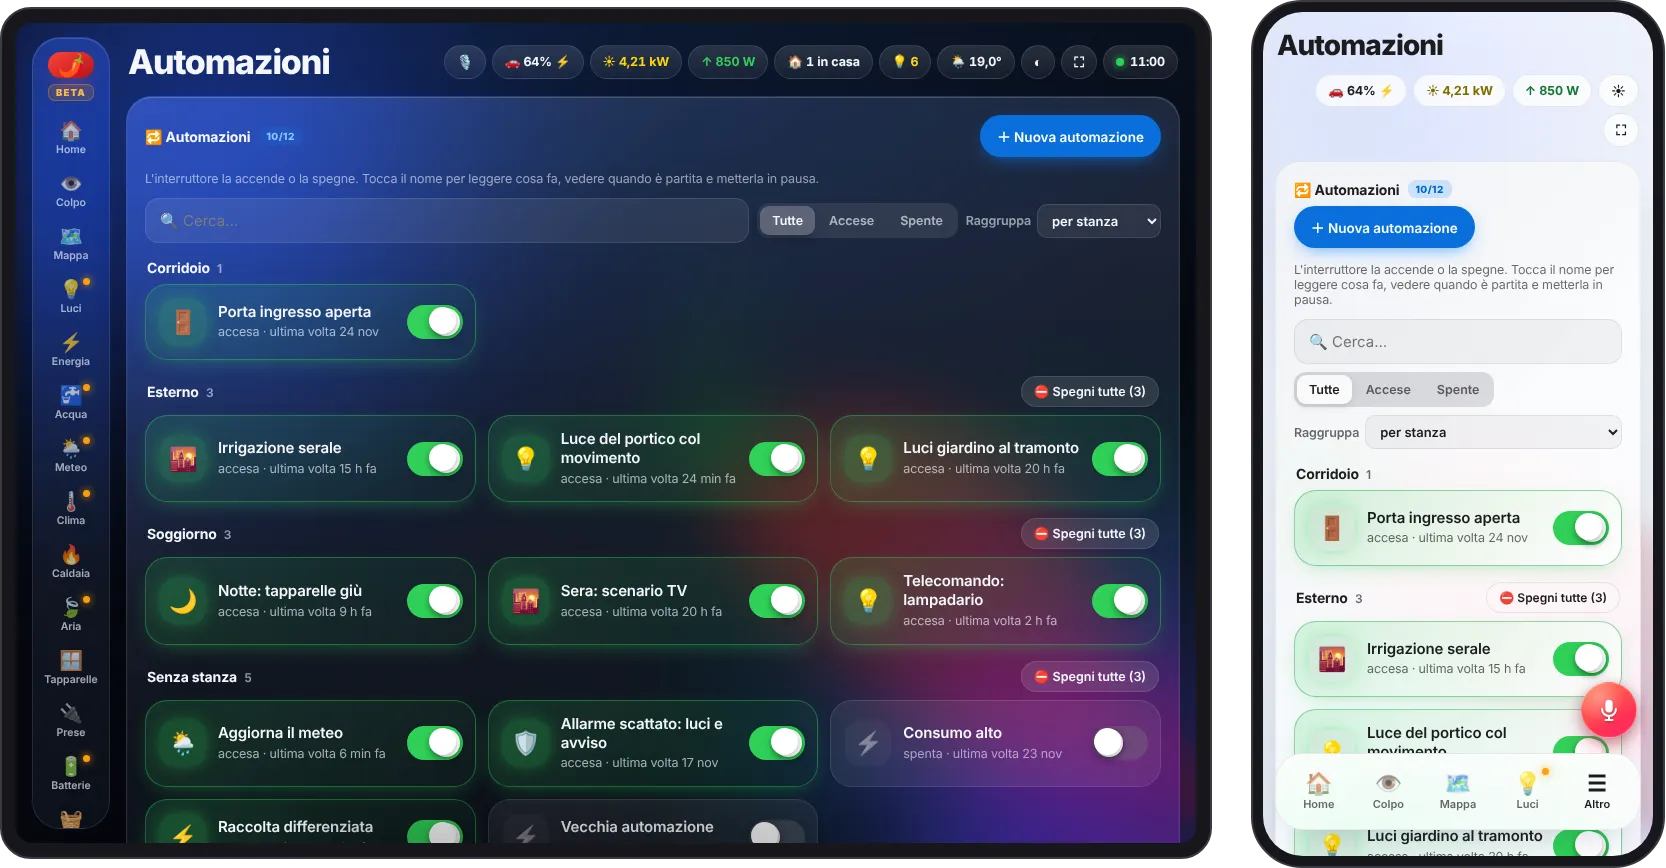 BETA
Home
Colpo
Mappa
Luci
Energia
Acqua
Meteo
Clima
Caldaia
Aria
Tapparelle
Prese
Batterie
Automazioni
64%
4,21 kW
↑ 850 W
1 in casa
6
19,0°
11:00
Automazioni 10/12
+ Nuova automazione
L'interruttore la accende o la spegne. Tocca il nome per leggere cosa fa, vedere quando è partita e metterla in pausa.
Cerca...
Tutte Accese Spente Raggruppa per stanza
Corridoio 1
Porta ingresso aperta
accesa · ultima volta 24 nov
Esterno 3
Spegni tutte (3)
Irrigazione serale
accesa · ultima volta 15 h fa
Luce del portico col
movimento
accesa · ultima volta 24 min fa
Luci giardino al tramonto
accesa · ultima volta 20 h fa
Soggiorno 3
Spegni tutte (3)
Notte: tapparelle giù
accesa · ultima volta 9 h fa
Sera: scenario TV
accesa · ultima volta 20 h fa
Telecomando:
lampadario
accesa · ultima volta 2 h fa
Senza stanza 5
Spegni tutte (3)
Aggiorna il meteo
accesa · ultima volta 6 min fa
Allarme scattato: luci e
avviso
accesa · ultima volta 17 nov
Consumo alto
spenta · ultima volta 23 nov
Raccolta differenziata
Vecchia automazione
Automazioni
64%
4,21 kW
↑ 850 W
Automazioni 10/12
+ Nuova automazione
L'interruttore la accende o la spegne. Tocca il nome per
leggere cosa fa, vedere quando è partita e metterla in
pausa.
Cerca...
Tutte Accese Spente
Raggruppa per stanza
Corridoio 1
Porta ingresso aperta
accesa · ultima volta 24 nov
Esterno 3
Spegni tutte (3)
Irrigazione serale
accesa · ultima volta 15 h fa
Luce del portico col
movimento
Home
Colpo
Mappa
Luci
Altro
Luci giardino al tramonto